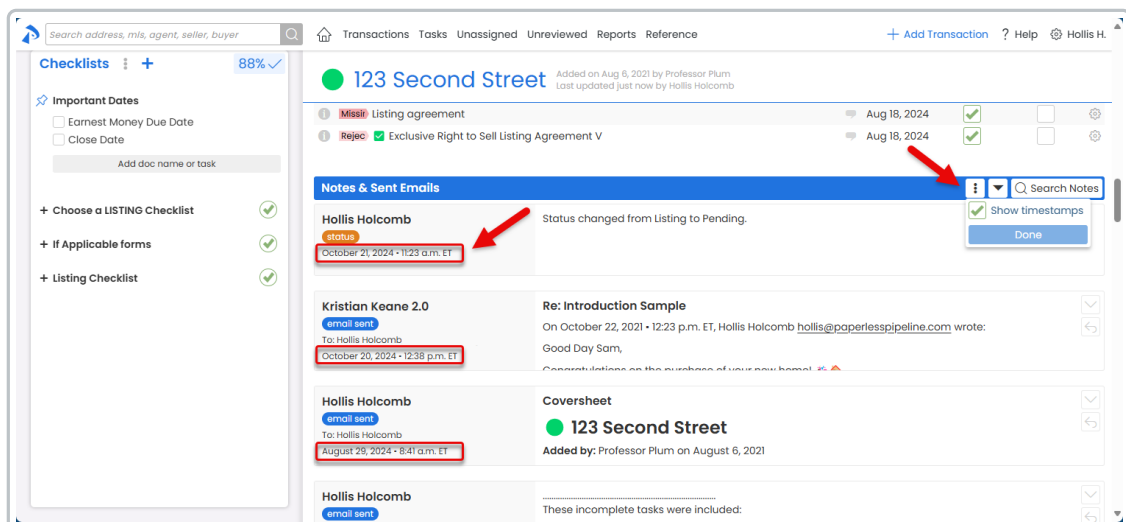 Search address, mls, agent, seller, buyer
Transactions Tasks Unassigned Unreviewed Reports Reference
+ Add Transaction ? Help Hollis H.
Checklists + 88%
Important Dates
Earnest Money Due Date
Close Date
Add doc name or task
+ Choose a LISTING Checklist
+ If Applicable forms
+ Listing Checklist
123 Second Street
Added on Aug 6, 2021 by Professor Plum
Last updated just now by Hollis Holcomb
Missir Listing agreement Aug 18, 2024
Rejec Exclusive Right to Sell Listing Agreement V Aug 18, 2024
Notes & Sent Emails
Search Notes
Show timestamps
Done
Hollis Holcomb
status
October 21, 2024 • 11:23 a.m. ET
Status changed from Listing to Pending.
Kristian Keane 2.0
email sent
To: Hollis Holcomb
October 20, 2024 • 12:38 p.m. ET
Re: Introduction Sample
On October 22, 2021 • 12:23 p.m. ET, Hollis Holcomb hollis@paperlesspipeline.com wrote:
Good Day Sam,
Congratulations on the purchase of your new home!
Hollis Holcomb
email sent
To: Hollis Holcomb
August 29, 2024 • 8:41 a.m. ET
Coversheet
123 Second Street
Added by: Professor Plum on August 6, 2021
Hollis Holcomb
email sent
These incomplete tasks were included: